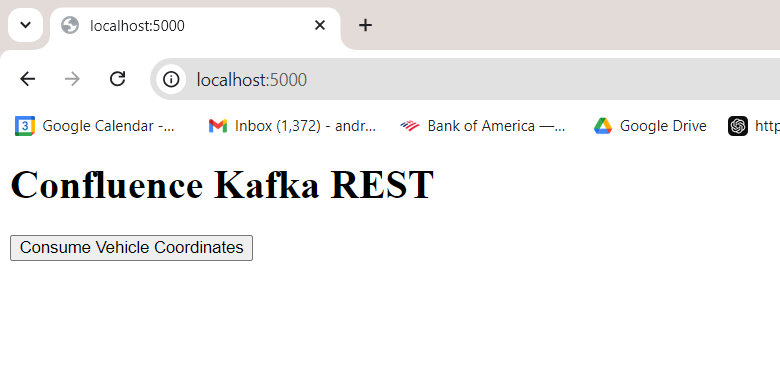 localhost:5000
localhost:5000
3 Google Calendar -... Inbox (1,372) - andr... Bank of America —... Google Drive http
Confluence Kafka REST
Consume Vehicle Coordinates